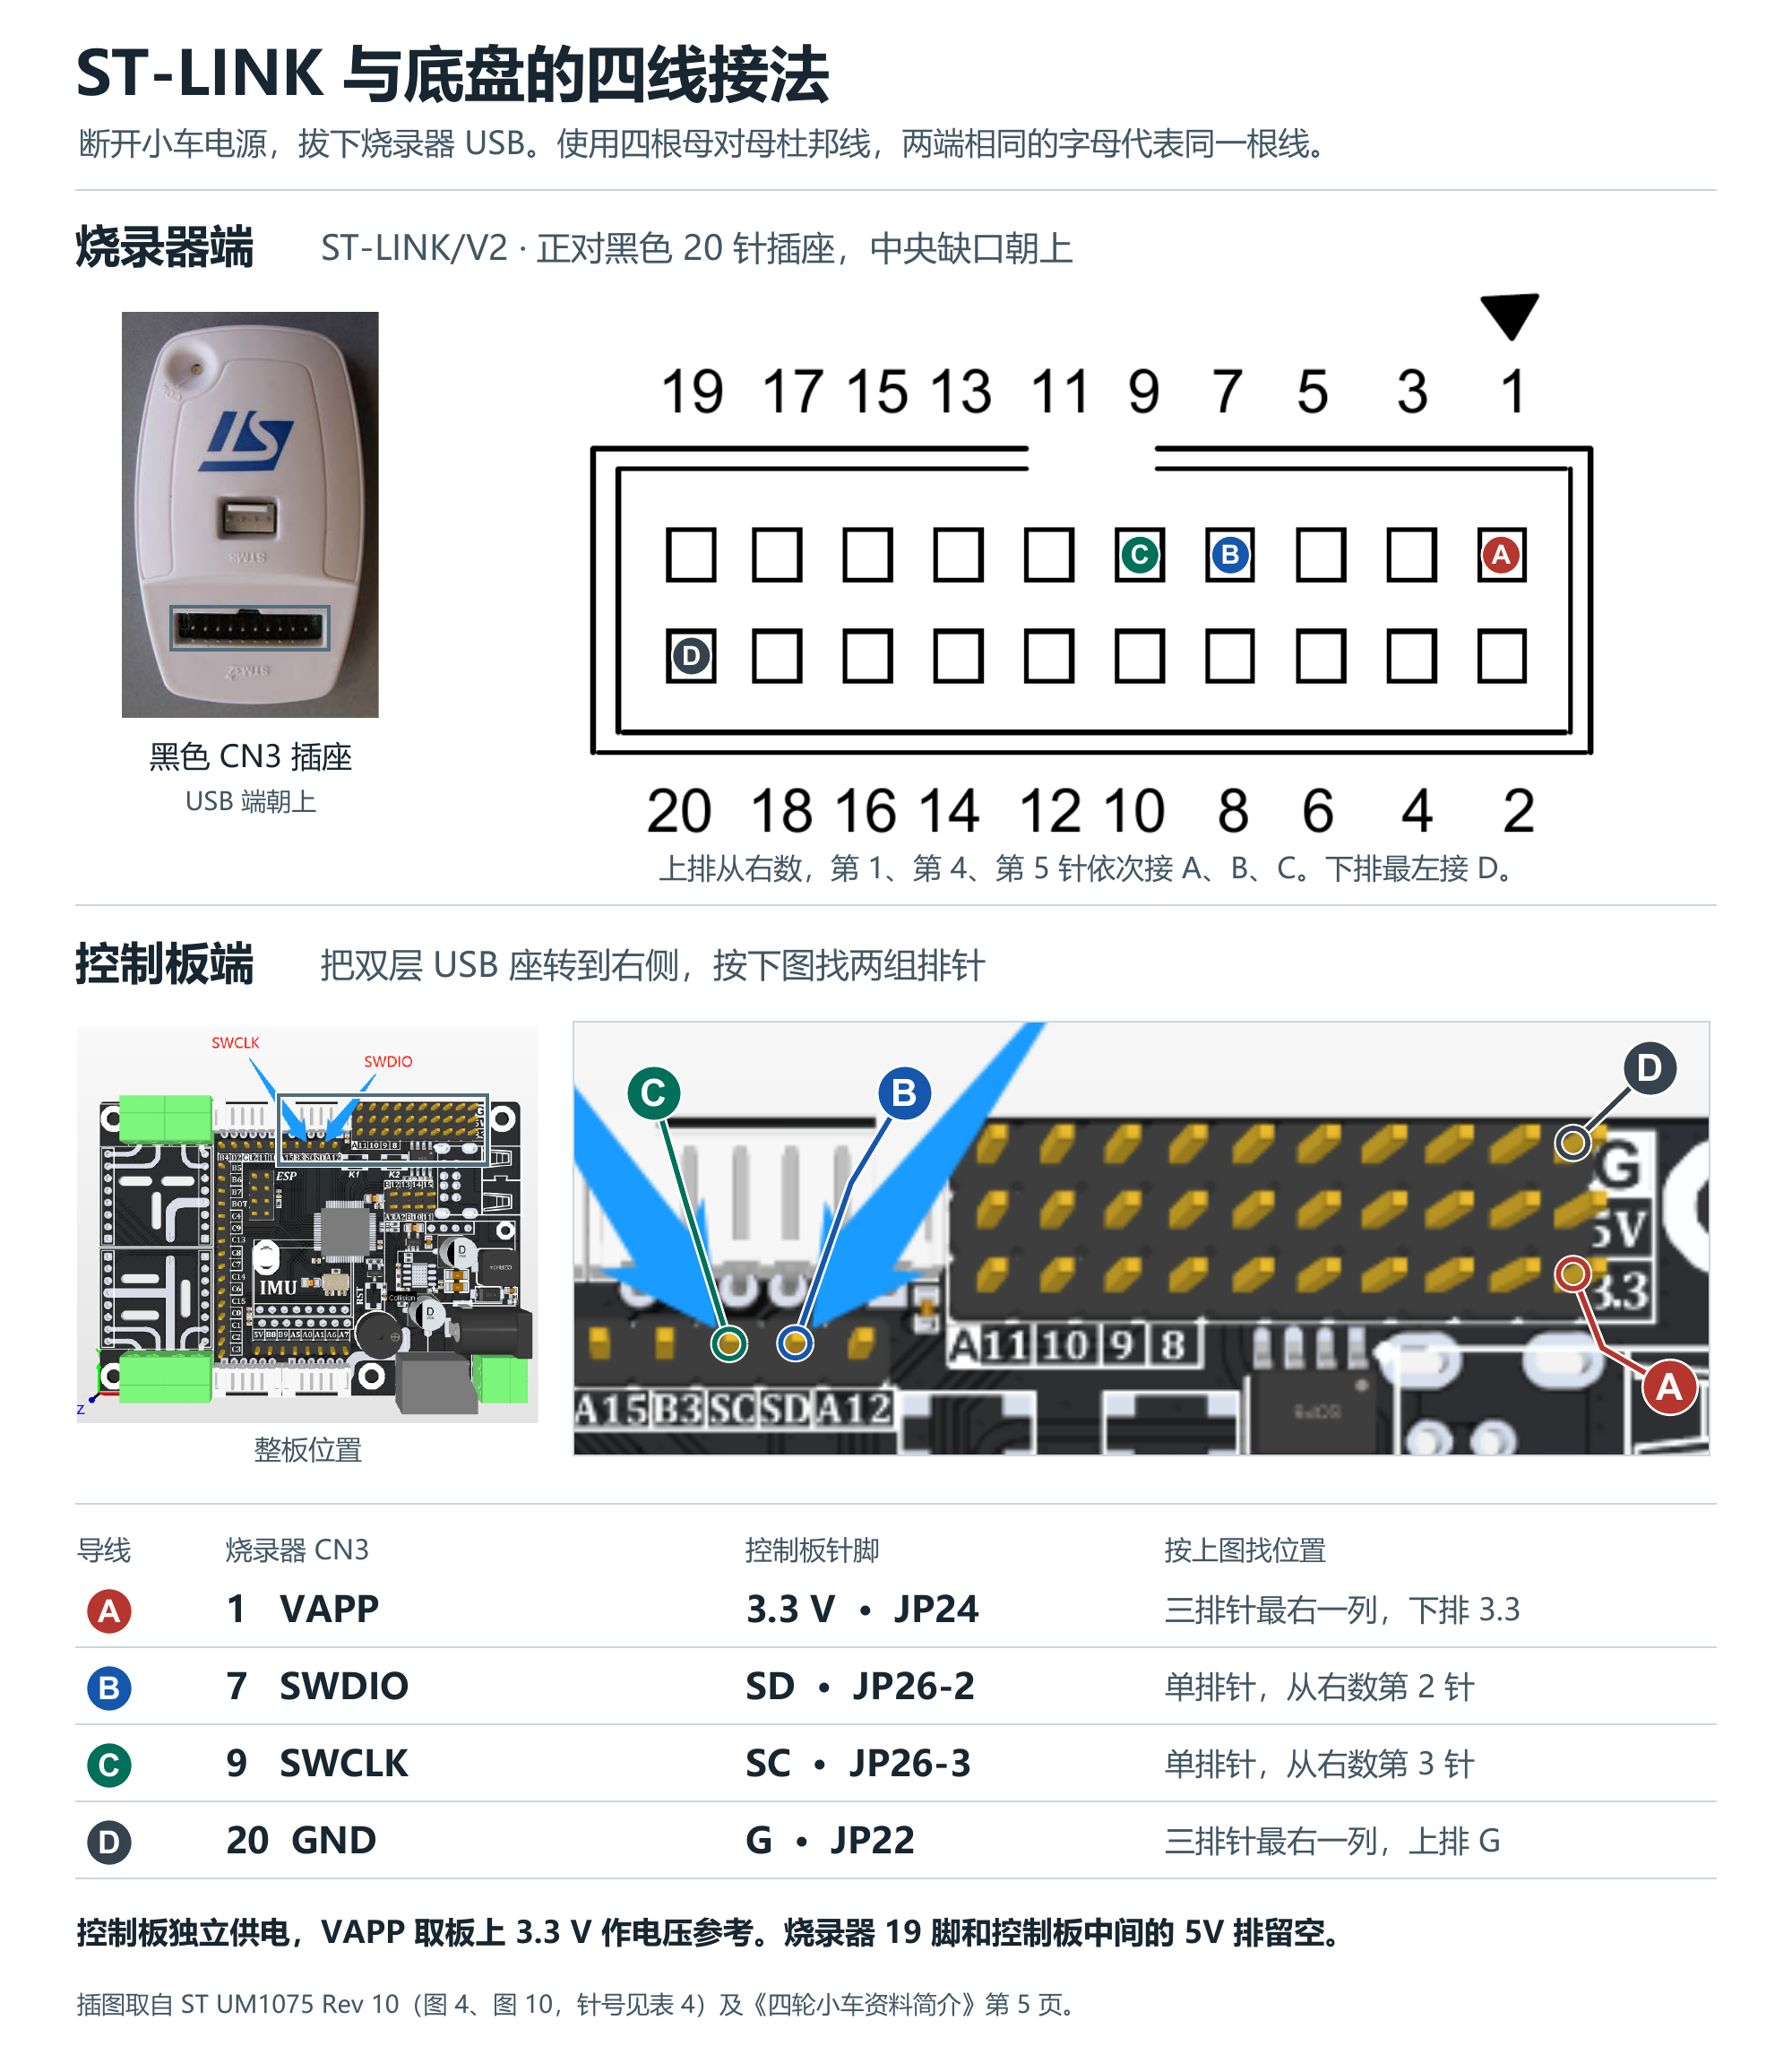 ST-LINK 与底盘的四线接法
断开小车电源，拔下烧录器 USB。使用四根母对母杜邦线，两端相同的字母代表同一根线。
烧录器端 ST-LINK/V2 · 正对黑色 20 针插座，中央缺口朝上
19 17 15 13 11 9 7 5 3 1
C B A
D
20 18 16 14 12 10 8 6 4 2
STM8
STM32
黑色 CN3 插座
USB 端朝上
上排从右数，第 1、第 4、第 5 针依次接 A、B、C。下排最左接 D。
控制板端 把双层 USB 座转到右侧，按下图找两组排针
SWCLK
SWDIO
ESP
K1 K2
IMU
RST
Collision
5V B8 B9 A5 A0 A1 A6 A7
Z
整板位置
C B D
G
5V
3.3
A11 10 9 8
A
A15 B3 SC SD A12
SOP8
导线 烧录器 CN3 控制板针脚 按上图找位置
A 1 VAPP 3.3 V • JP24 三排针最右一列，下排 3.3
B 7 SWDIO SD • JP26-2 单排针，从右数第 2 针
C 9 SWCLK SC • JP26-3 单排针，从右数第 3 针
D 20 GND G • JP22 三排针最右一列，上排 G
控制板独立供电，VAPP 取板上 3.3 V 作电压参考。烧录器 19 脚和控制板中间的 5V 排留空。
插图取自 ST UM1075 Rev 10（图 4、图 10，针号见表 4）及《四轮小车资料简介》第 5 页。